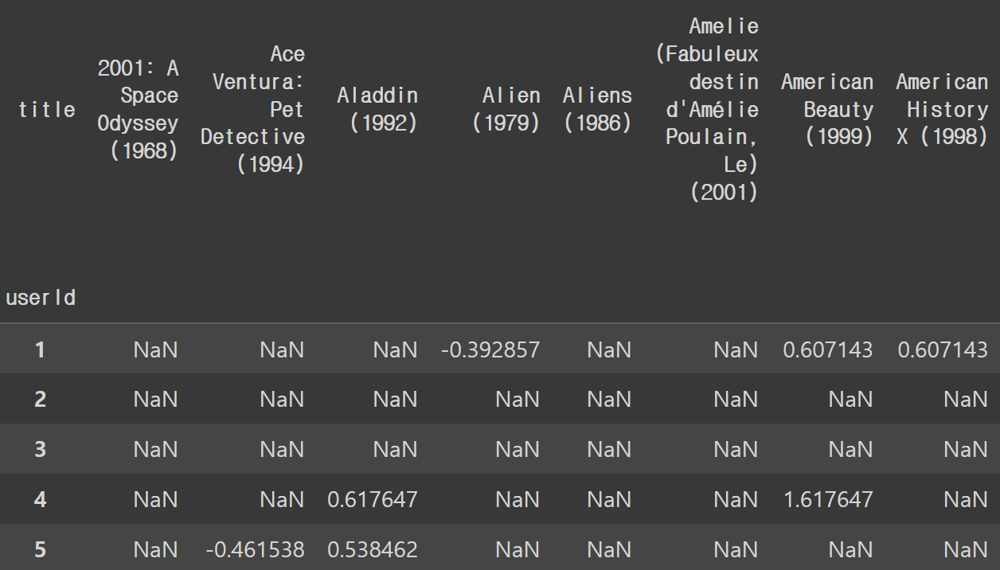 title 2001: A Space Odyssey (1968) Ace Ventura: Pet Detective (1994) Aladdin (1992) Alien (1979) Aliens (1986) Amelie (Fabuleux destin d'Amélie Poulain, Le) (2001) American Beauty (1999) American History X (1998)
userId
1 NaN NaN NaN -0.392857 NaN NaN 0.607143 0.607143
2 NaN NaN NaN NaN NaN NaN NaN NaN
3 NaN NaN NaN NaN NaN NaN NaN NaN
4 NaN NaN 0.617647 NaN NaN NaN 1.617647 NaN
5 NaN -0.461538 0.538462 NaN NaN NaN NaN NaN